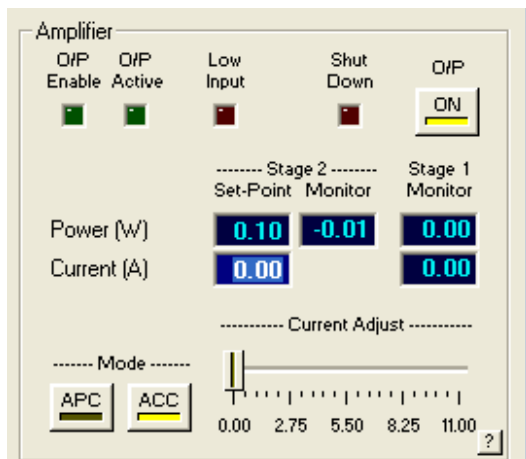 Amplifier
O/P Enable O/P Active Low Input Shut Down O/P
ON
-------- Stage 2 -------- Stage 1
Set-Point Monitor Monitor
Power (W) 0.10 -0.01 0.00
Current (A) 0.00 0.00
----------- Current Adjust -----------
------ Mode ------
APC ACC
0.00 2.75 5.50 8.25 11.00
?